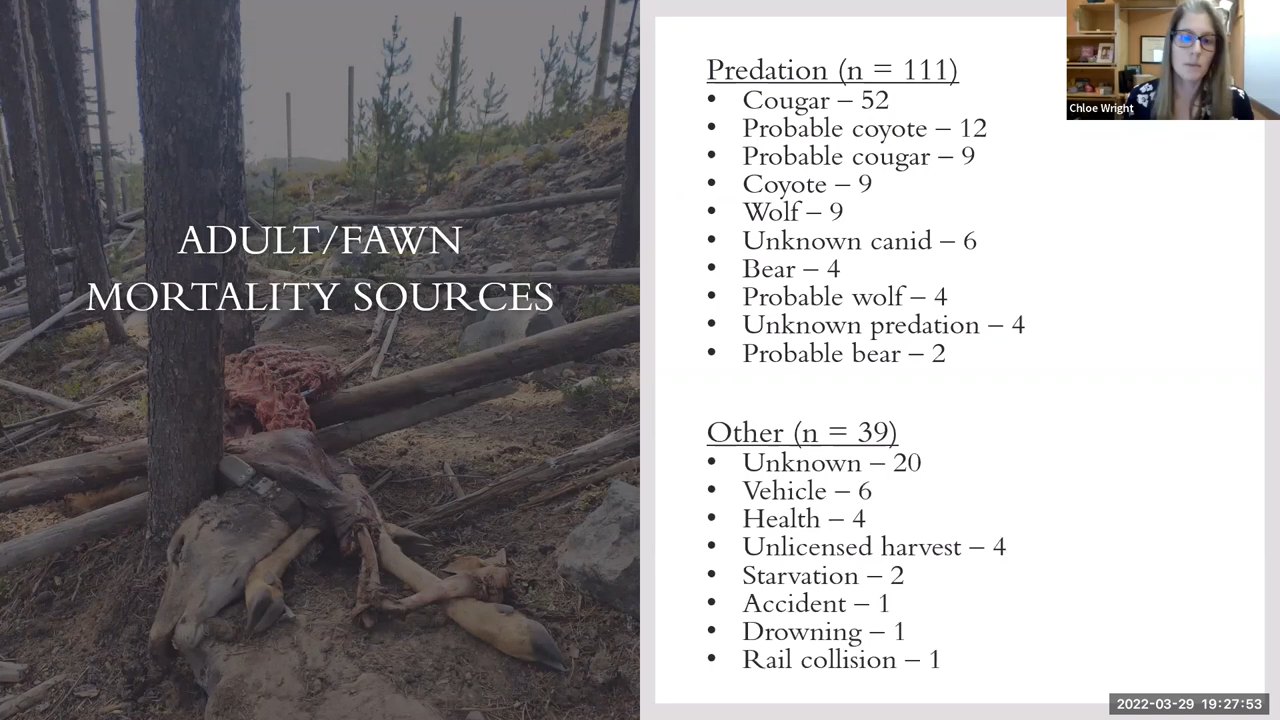 ADULT/FAWN
MORTALITY SOURCES
Predation (n = 111)
• Cougar – 52
• Probable coyote – 12
• Probable cougar – 9
• Coyote – 9
• Wolf – 9
• Unknown canid – 6
• Bear – 4
• Probable wolf – 4
• Unknown predation – 4
• Probable bear – 2
Other (n = 39)
• Unknown – 20
• Vehicle – 6
• Health – 4
• Unlicensed harvest – 4
• Starvation – 2
• Accident – 1
• Drowning – 1
• Rail collision – 1
Chloe Wright
2022-03-29 19:27:53